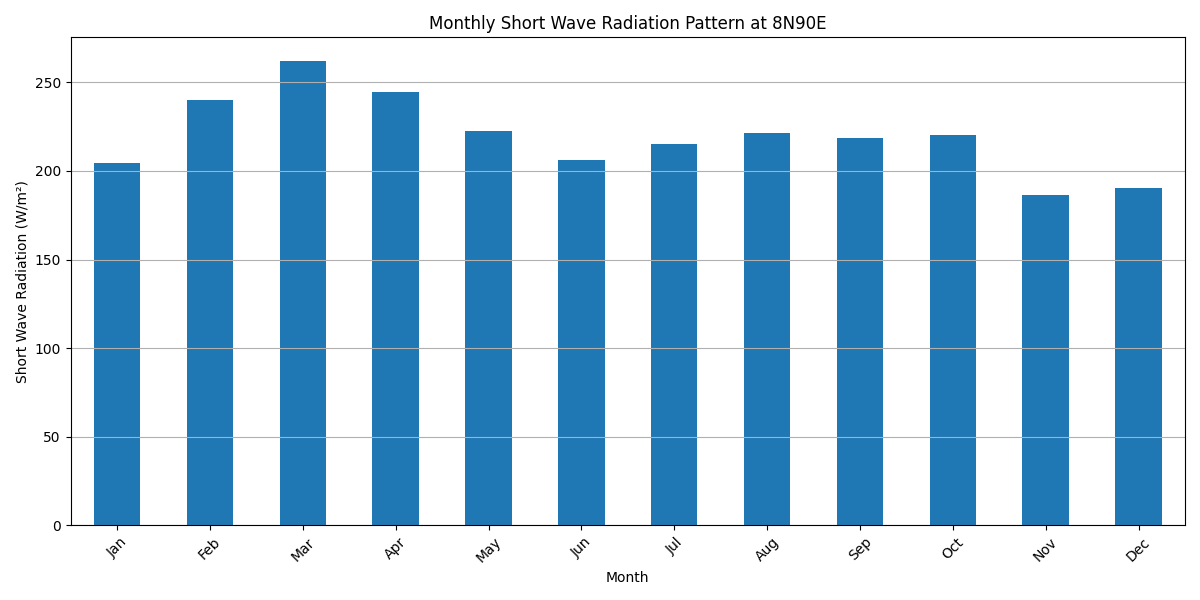 Monthly Short Wave Radiation Pattern at 8N90E
Short Wave Radiation (W/m²)
250
200
150
100
50
0
Jan
Feb
Mar
Apr
May
Jun
Jul
Aug
Sep
Oct
Nov
Dec
Month